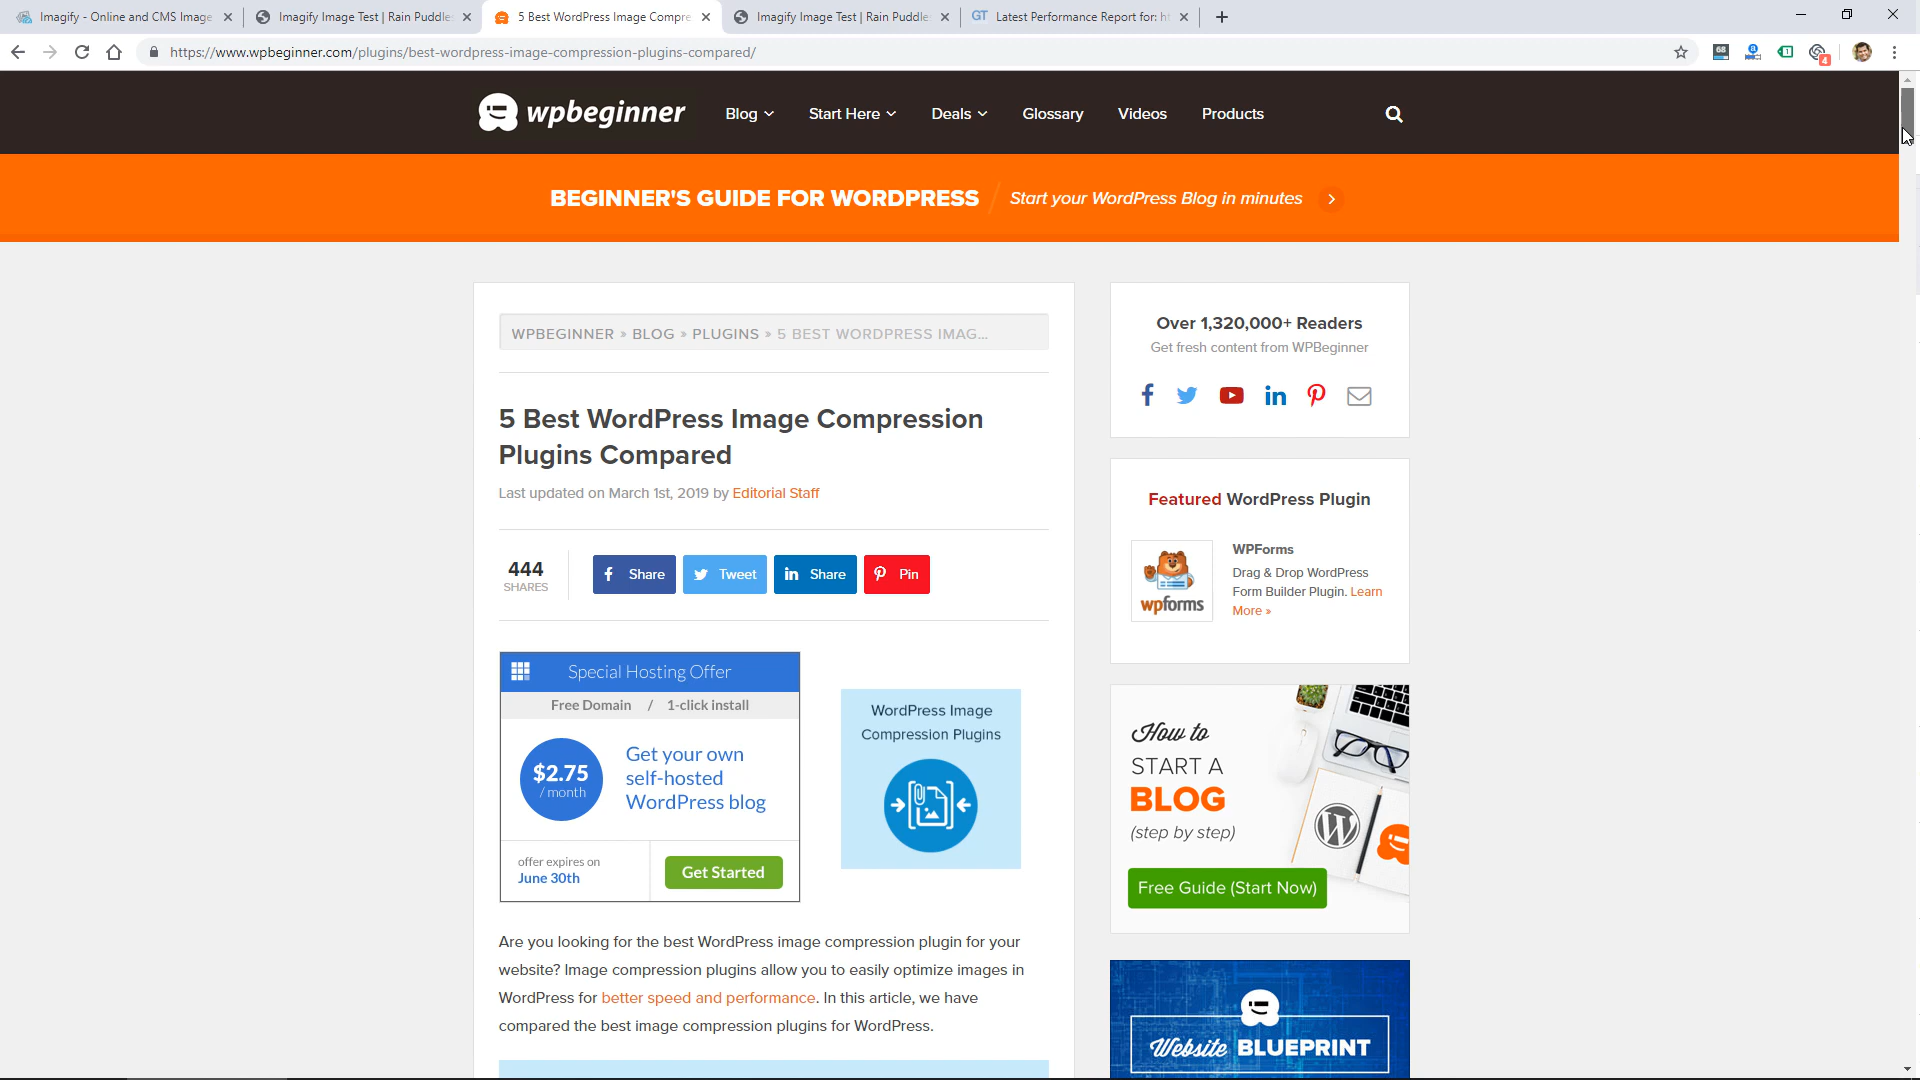 Imagify - Online and CMS Image
Imagify Image Test | Rain Puddle
5 Best WordPress Image Compre
Imagify Image Test | Rain Puddle
GT Latest Performance Report for: ht
https://www.wpbeginner.com/plugins/best-wordpress-image-compression-plugins-compared/
68
1
4
wpbeginner
Blog
Start Here
Deals
Glossary
Videos
Products
BEGINNER'S GUIDE FOR WORDPRESS
Start your WordPress Blog in minutes
WPBEGINNER » BLOG » PLUGINS » 5 BEST WORDPRESS IMAG...
5 Best WordPress Image Compression
Plugins Compared
Last updated on March 1st, 2019 by Editorial Staff
444
SHARES
Share
Tweet
Share
Pin
Special Hosting Offer
Free Domain / 1-click install
$2.75
/ month
Get your own
self-hosted
WordPress blog
offer expires on
June 30th
Get Started
WordPress Image
Compression Plugins
Are you looking for the best WordPress image compression plugin for your
website? Image compression plugins allow you to easily optimize images in
WordPress for better speed and performance. In this article, we have
compared the best image compression plugins for WordPress.
Over 1,320,000+ Readers
Get fresh content from WPBeginner
Featured WordPress Plugin
wpforms
WPForms
Drag & Drop WordPress
Form Builder Plugin. Learn
More »
How to
START A
BLOG
(step by step)
Free Guide (Start Now)
Website BLUEPRINT